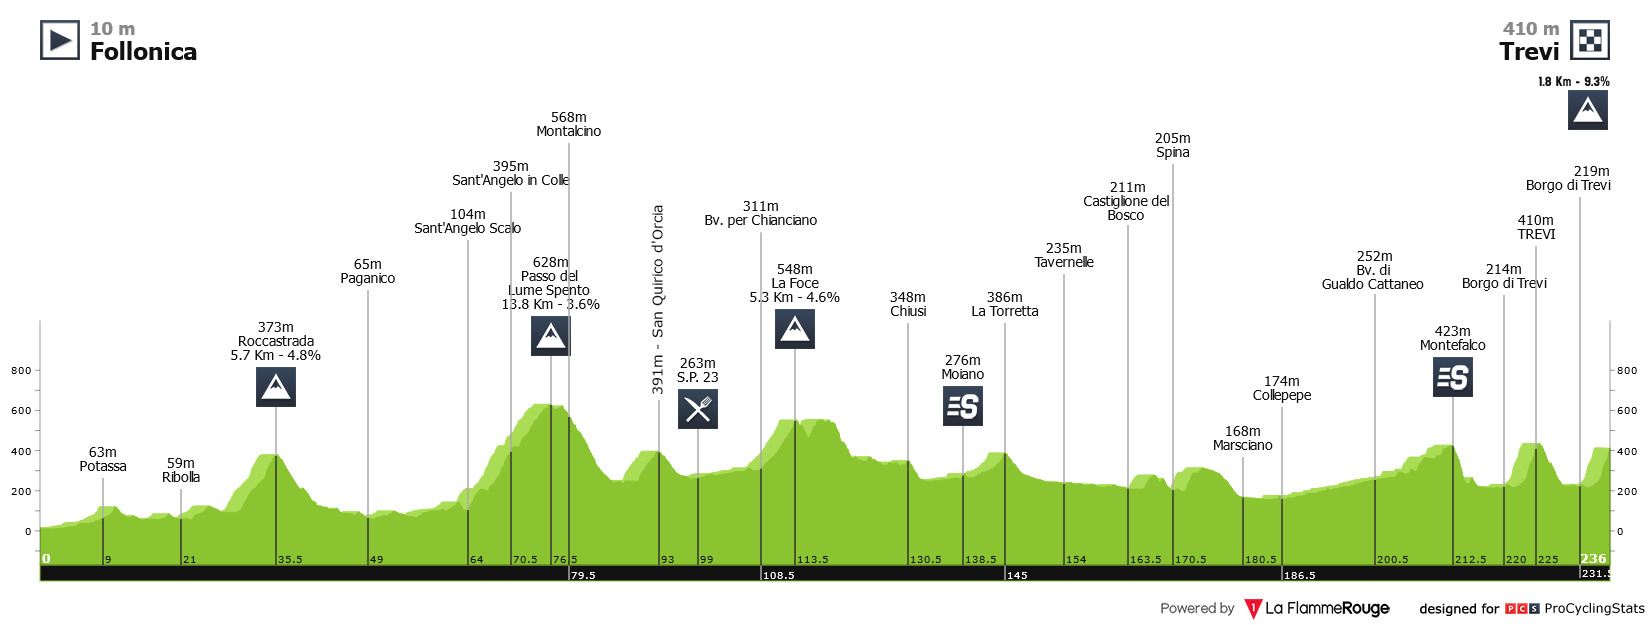 10 m
Follonica
410 m
Trevi
1.8 Km - 9.3%
568m
Montalcino
205m
Spina
395m
Sant'Angelo in Colle
219m
Borgo di Trevi
211m
Castiglione del
Bosco
104m
Sant'Angelo Scalo
391m - San Quirico d'Orcia
311m
Bv. per Chianciano
410m
TREVI
235m
Tavernelle
252m
Bv. di
Gualdo Cattaneo
65m
Paganico
628m
Passo del
Lume Spento
13.8 Km - 3.6%
548m
La Foce
5.3 Km - 4.6%
214m
Borgo di Trevi
348m
Chiusi
386m
La Torretta
373m
Roccastrada
5.7 Km - 4.8%
423m
Montefalco
263m
S.P. 23
276m
Moiano
174m
Collepepe
168m
Marsciano
63m
Potassa
59m
Ribolla
800
600
400
200
0
800
600
400
200
0
0 9 21 35.5 49 64 70.5 76.5 93 99 113.5 130.5 138.5 154 163.5 170.5 180.5 200.5 212.5 220 225 236
79.5 108.5 145 186.5 231.5
Powered by 1 La FlammeRouge designed for PCS ProCyclingStats